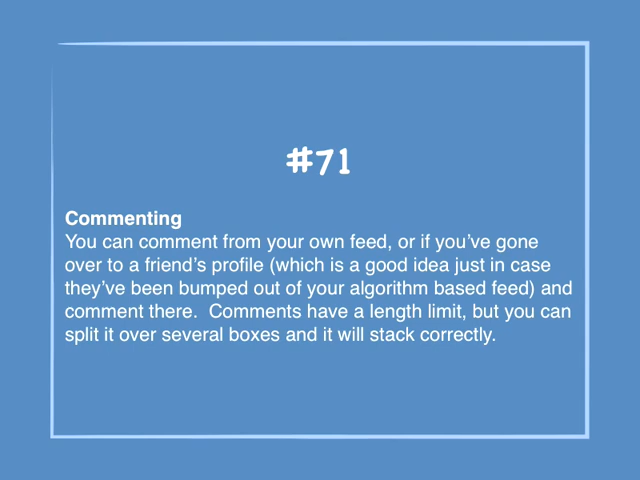 #71
Commenting
You can comment from your own feed, or if you’ve gone
over to a friend’s profile (which is a good idea just in case
they’ve been bumped out of your algorithm based feed) and
comment there.  Comments have a length limit, but you can
split it over several boxes and it will stack correctly.